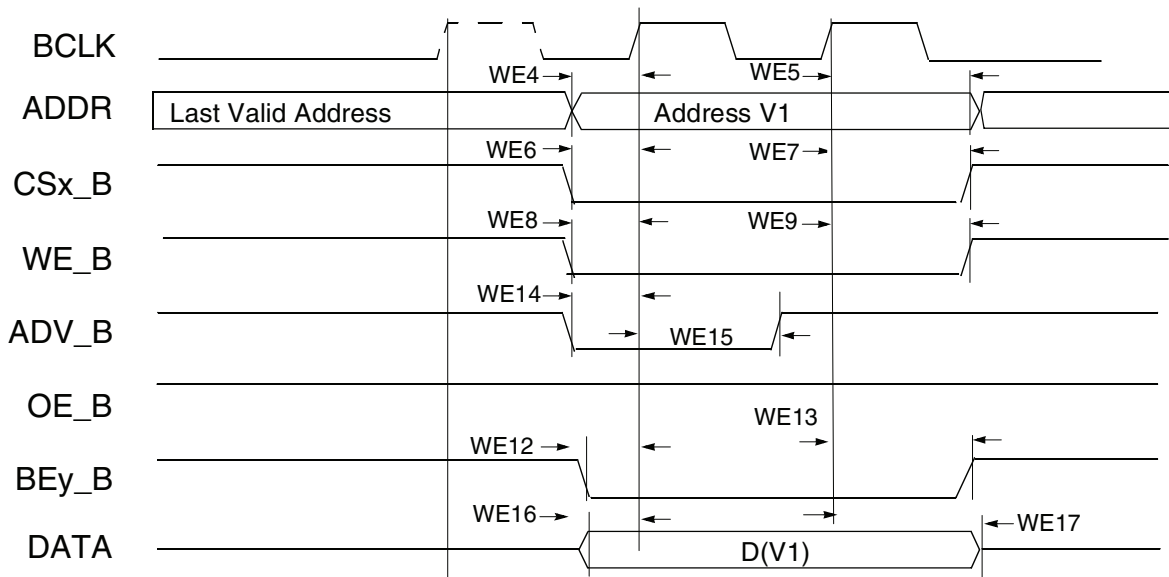 BCLK
WE4
WE5
ADDR
Last Valid Address
Address V1
WE6
WE7
CSx_B
WE8
WE9
WE_B
WE14
ADV_B
WE15
OE_B
WE13
WE12
BEy_B
WE16
WE17
DATA
D(V1)